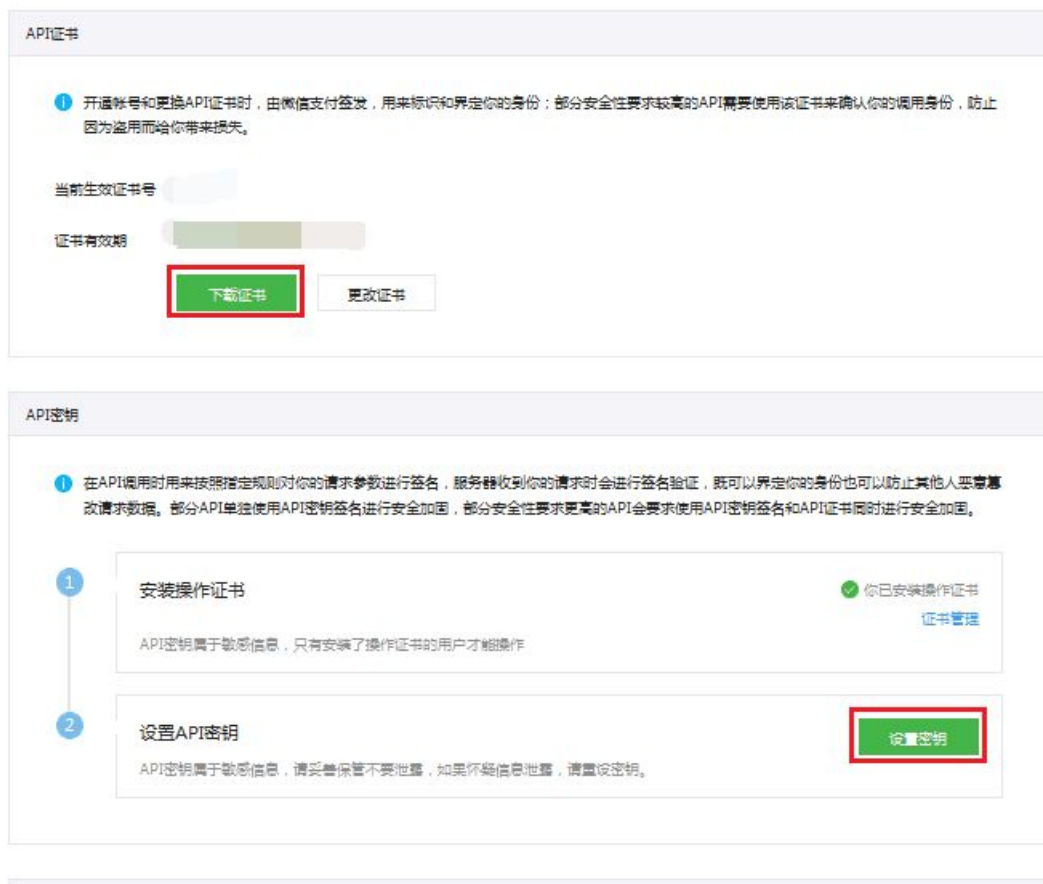 API证书
开通帐号和更换API证书时，由微信支付签发，用来标识和界定你的身份；部分安全性要求较高的API需要使用该证书来确认你的调用身份，防止
因为盗用而给你带来损失。
当前生效证书号
证书有效期
下载证书 更改证书
API密钥
在API调用时用来按照指定规则对你的请求参数进行签名，服务器收到你的请求时会进行签名验证，既可以界定你的身份也可以防止其他人恶意篡
改请求数据。部分API单独使用API密钥签名进行安全加固，部分安全性要求更高的API会要求使用API密钥签名和API证书同时进行安全加固。
1
安装操作证书
你已安装操作证书
证书管理
API密钥属于敏感信息，只有安装了操作证书的用户才能操作
2
设置API密钥
设置密钥
API密钥属于敏感信息，请妥善保管不要泄露，如果怀疑信息泄露，请重设密钥。